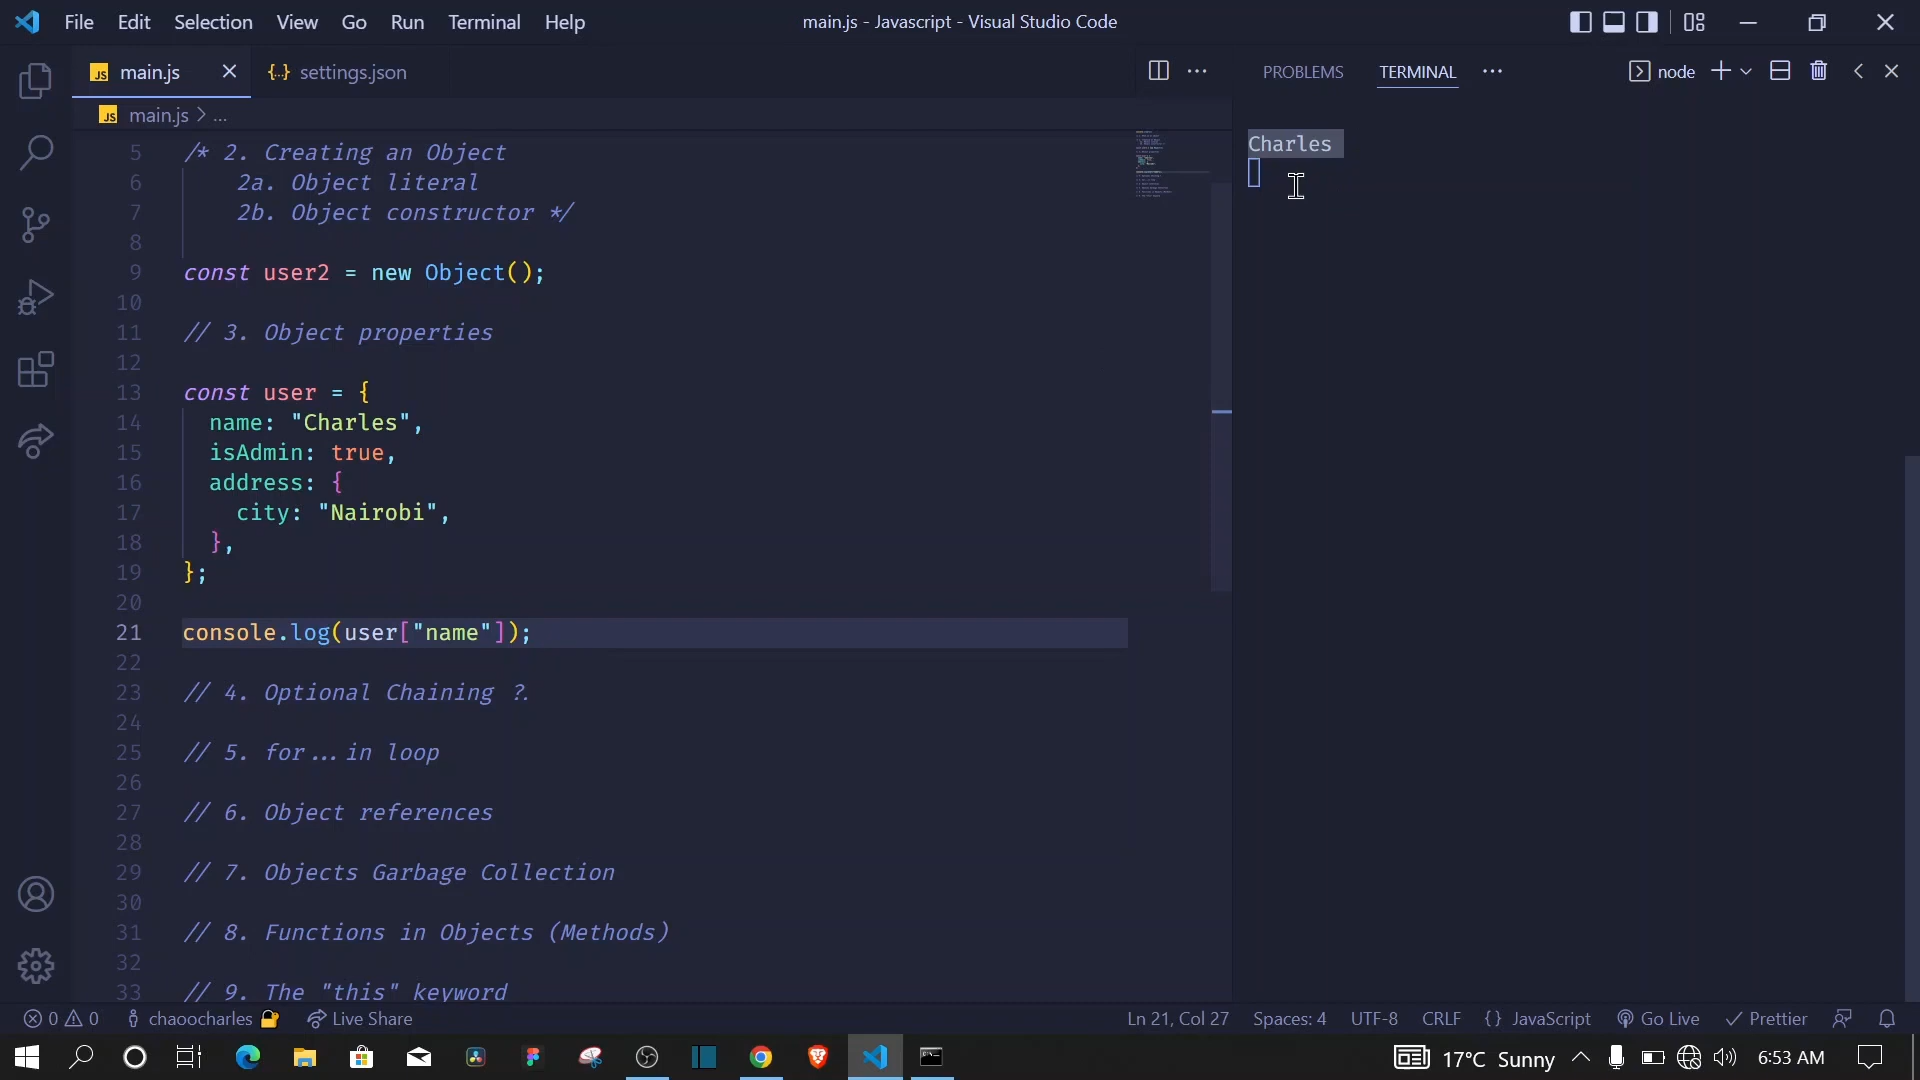 File Edit Selection View Go Run Terminal Help
main.js - Javascript - Visual Studio Code
JS main.js
{..} settings.json
PROBLEMS TERMINAL ... node
JS main.js > ...
5 /* 2. Creating an Object
6 2a. Object literal
7 2b. Object constructor */
8
9 const user2 = new Object();
10
11 // 3. Object properties
12
13 const user = {
14 name: "Charles",
15 isAdmin: true,
16 address: {
17 city: "Nairobi",
18 },
19 };
20
21 console.log(user["name"]);
22
23 // 4. Optional Chaining ?.
24
25 // 5. for...in loop
26
27 // 6. Object references
28
29 // 7. Objects Garbage Collection
30
31 // 8. Functions in Objects (Methods)
32
33 // 9. The "this" keyword
Charles
0 0 chaoocharles Live Share
Ln 21, Col 27 Spaces: 4 UTF-8 CRLF {} JavaScript Go Live Prettier
17°C Sunny 6:53 AM